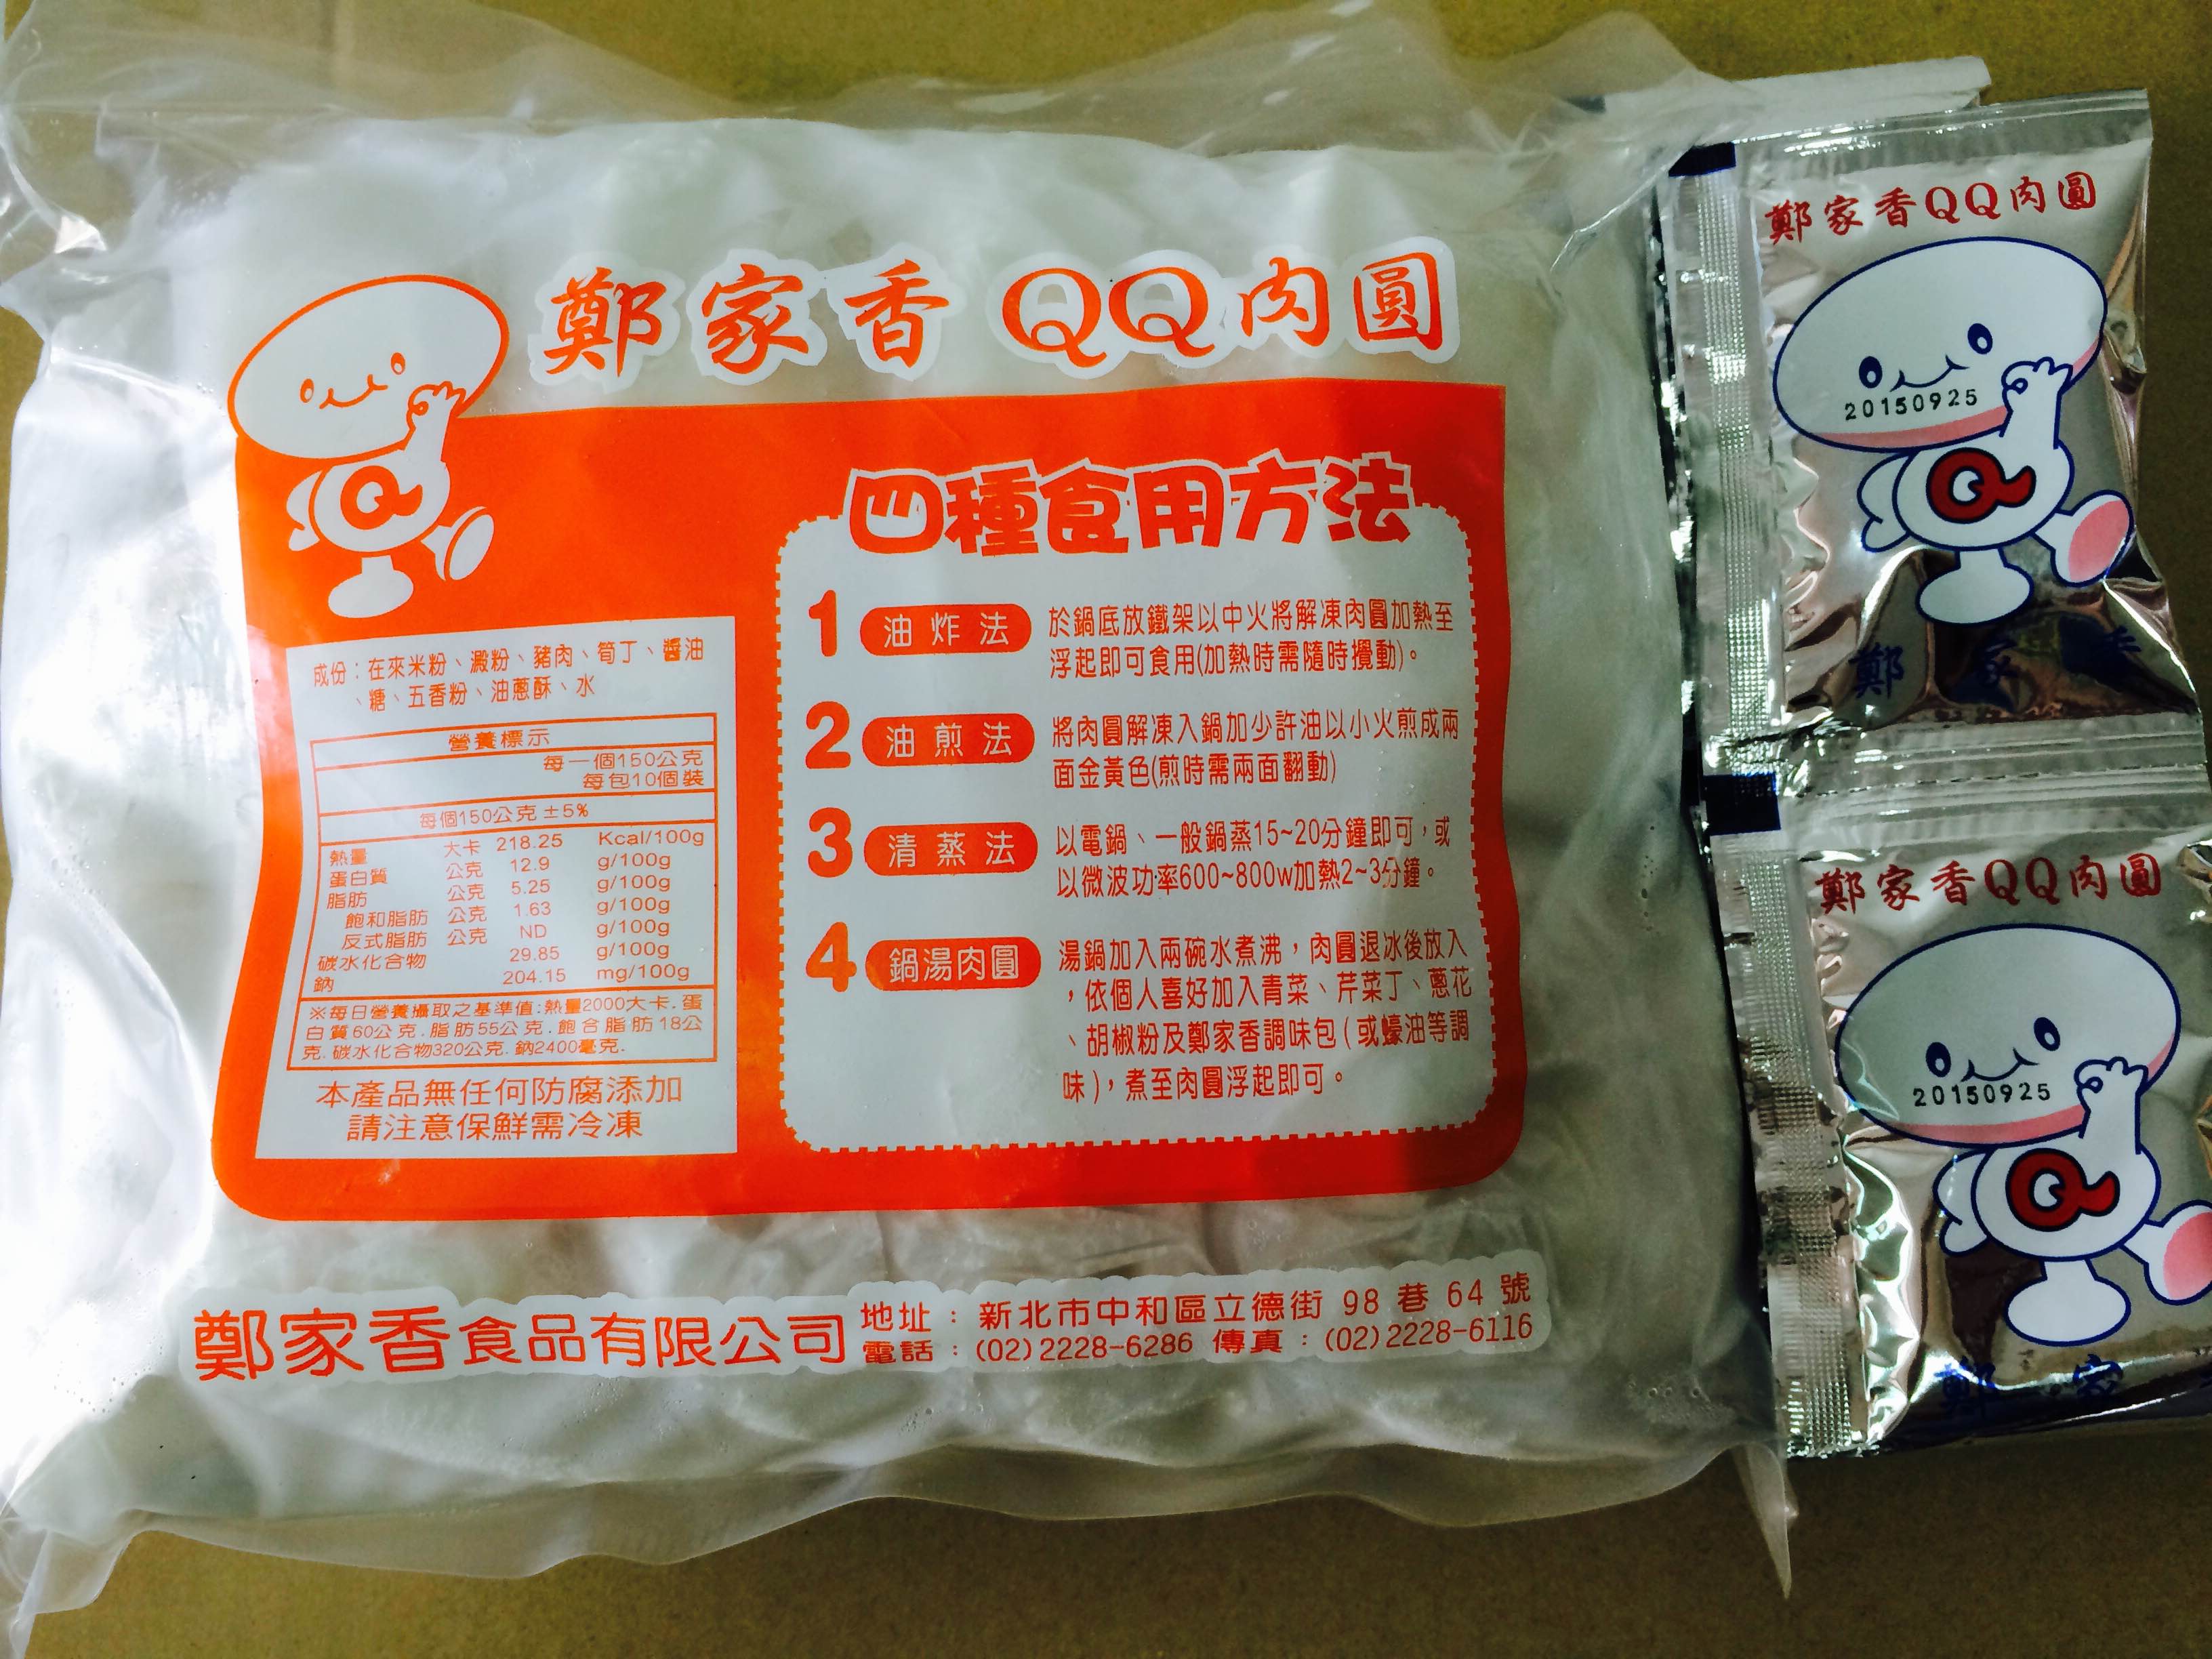 鄭家香QQ肉圓
成份：在來米粉、澱粉、豬肉、筍丁、醬油
、糖、五香粉、油蔥酥、水
營養標示
每一個150公克
每包10個裝
每個150公克±5%
熱量 大卡 218.25 Kcal/100g
蛋白質 公克 12.9 g/100g
脂肪 公克 5.25 g/100g
飽和脂肪 公克 1.63 g/100g
反式脂肪 公克 ND g/100g
碳水化合物 29.85 g/100g
鈉 204.15 mg/100g
※每日營養攝取之基準值:熱量2000大卡.蛋
白質60公克.脂肪55公克.飽合脂肪18公
克.碳水化合物320公克.鈉2400毫克.
本產品無任何防腐添加
請注意保鮮需冷凍
四種食用方法
1 油炸法 於鍋底放鐵架以中火將解凍肉圓加熱至
浮起即可食用(加熱時需隨時攪動)。
2 油煎法 將肉圓解凍入鍋加少許油以小火煎成兩
面金黃色(煎時需兩面翻動)
3 清蒸法 以電鍋、一般鍋蒸15~20分鐘即可，或
以微波功率600~800w加熱2~3分鐘。
4 鍋湯肉圓 湯鍋加入兩碗水煮沸，肉圓退冰後放入
，依個人喜好加入青菜、芹菜丁、蔥花
、胡椒粉及鄭家香調味包(或蠔油等調
味)，煮至肉圓浮起即可。
鄭家香食品有限公司
地址：新北市中和區立德街 98 巷 64 號
電話：(02)2228-6286 傳真：(02)2228-6116
鄭家香QQ肉圓
20150925
Q
鄭家香
鄭家香QQ肉圓
20150925
Q
鄭家
Q